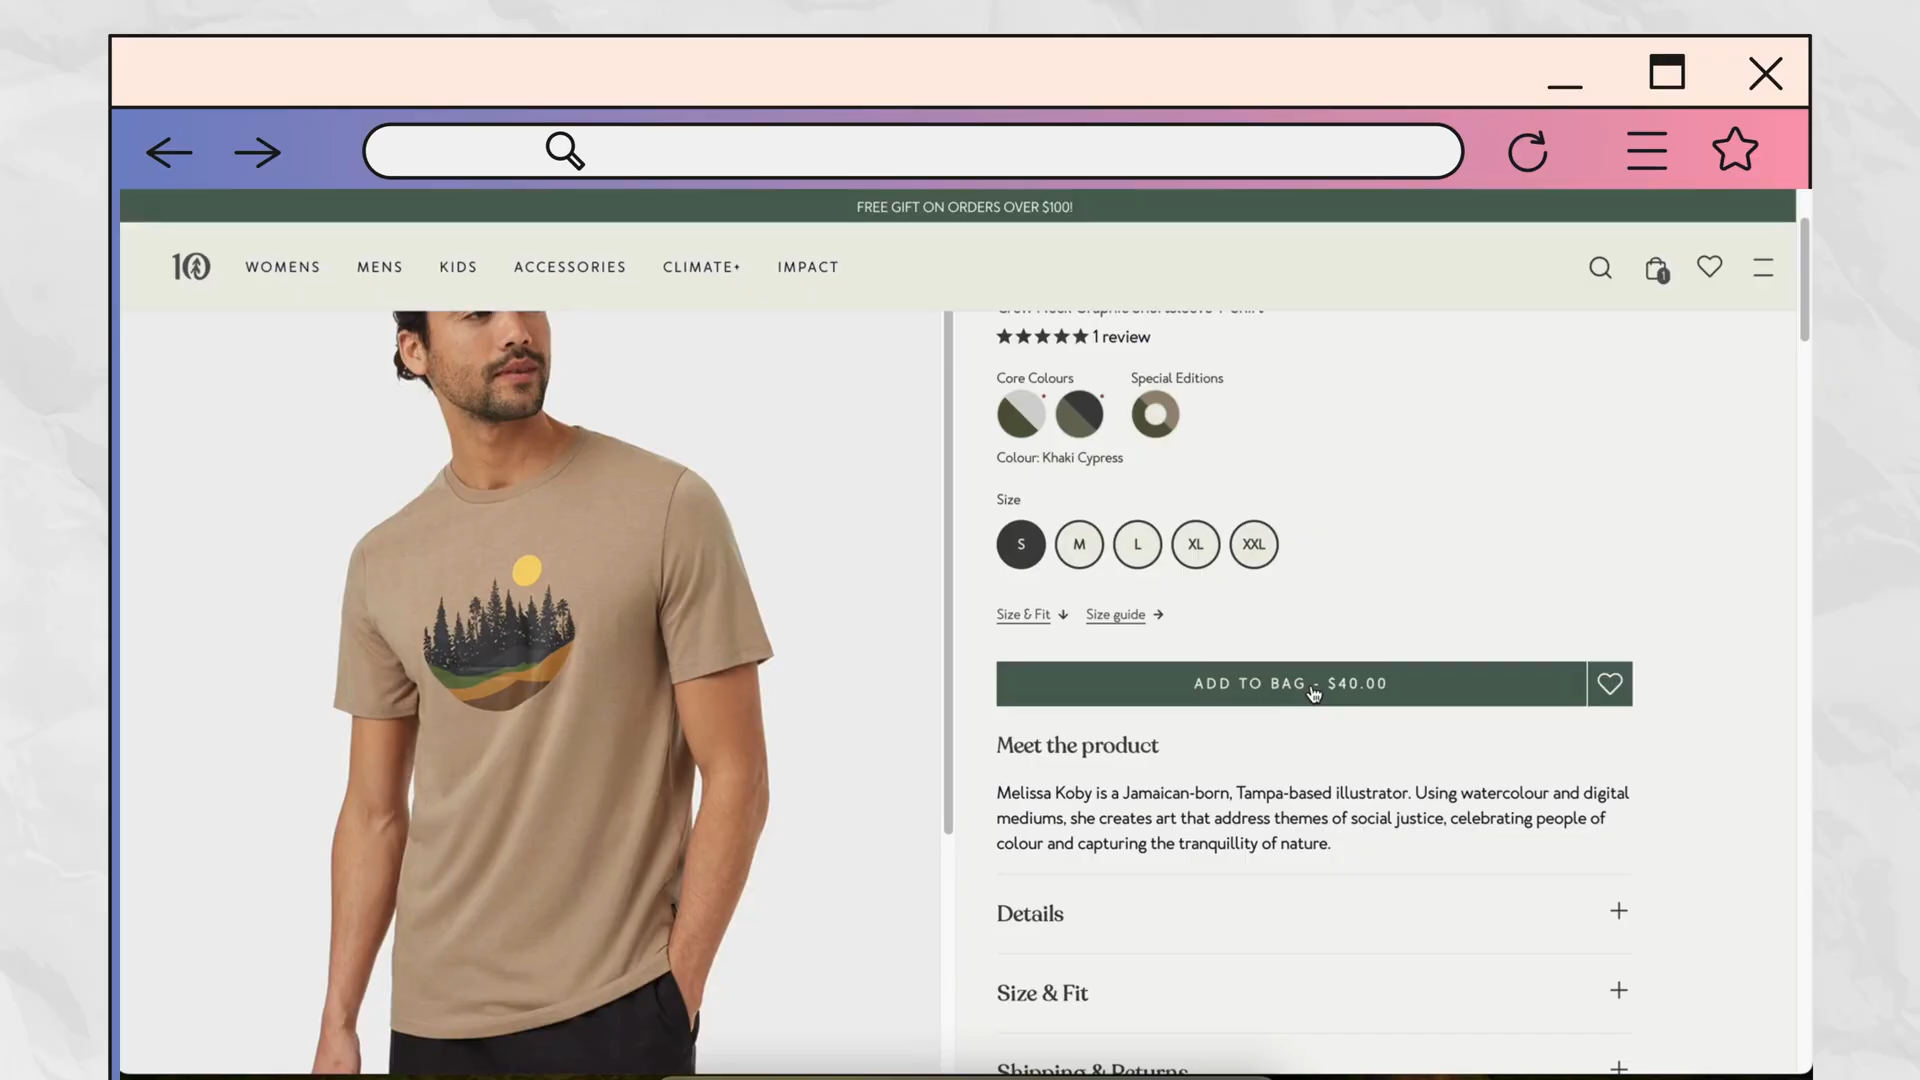 FREE GIFT ON ORDERS OVER $100!
10 WOMENS MENS KIDS ACCESSORIES CLIMATE+ IMPACT 1
Crew Neck Graphic Shortsleeve T-Shirt
1 review
Core Colours Special Editions
Colour: Khaki Cypress
Size
S M L XL XXL
Size & Fit Size guide
ADD TO BAG - $40.00
Meet the product
Melissa Koby is a Jamaican-born, Tampa-based illustrator. Using watercolour and digital
mediums, she creates art that address themes of social justice, celebrating people of
colour and capturing the tranquillity of nature.
Details
Size & Fit
Shipping & Returns